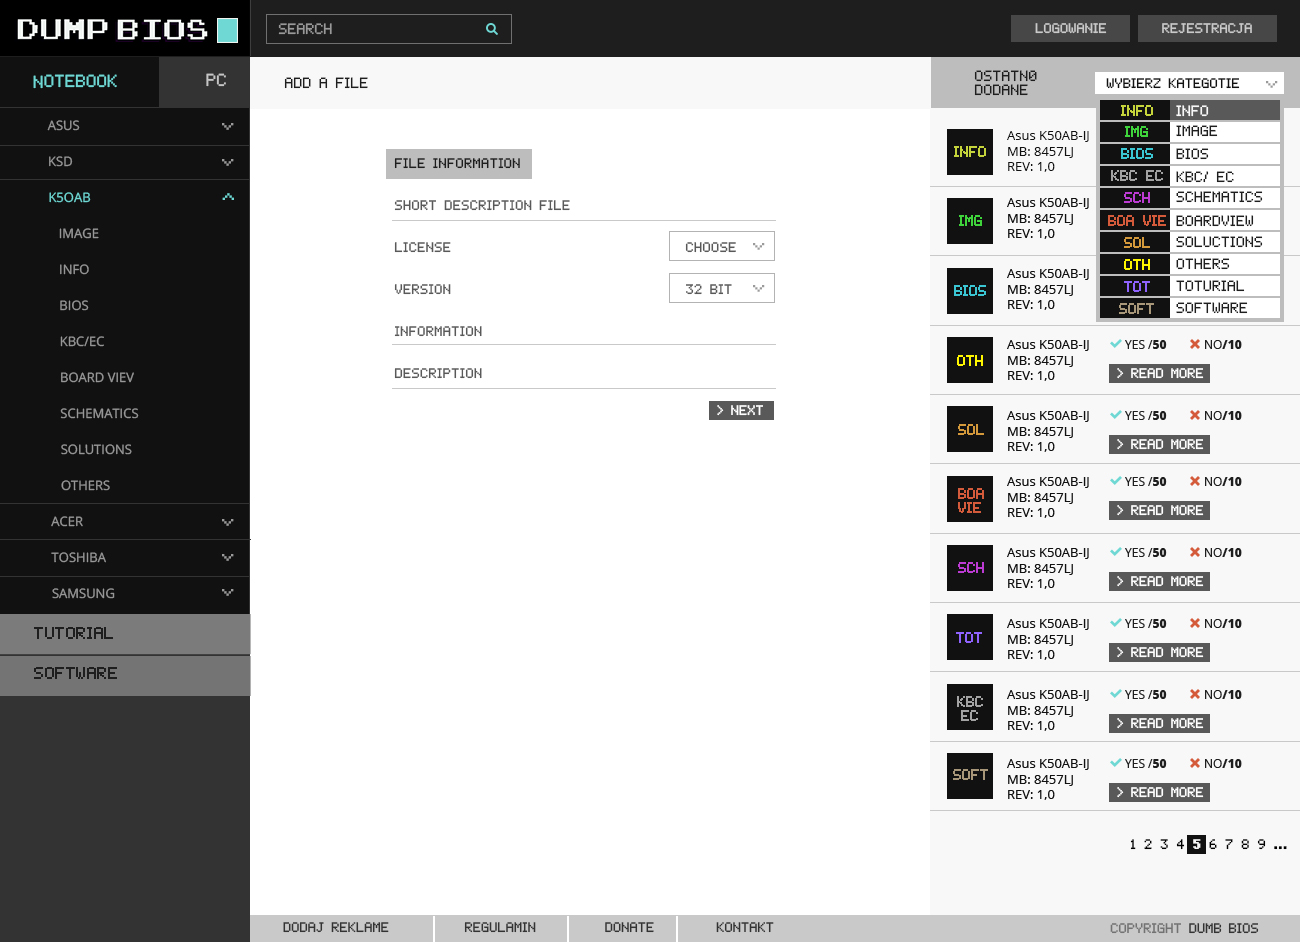 DUMP BIOS
SEARCH
LOGOWANIE
REJESTRACJA
NOTEBOOK
PC
ASUS
KSD
K5OAB
IMAGE
INFO
BIOS
KBC/EC
BOARD VIEV
SCHEMATICS
SOLUTIONS
OTHERS
ACER
TOSHIBA
SAMSUNG
TUTORIAL
SOFTWARE
ADD A FILE
FILE INFORMATION
SHORT DESCRIPTION FILE
LICENSE
CHOOSE
VERSION
32 BIT
INFORMATION
DESCRIPTION
> NEXT
OSTATNO
DODANE
WYBIERZ KATEGOTIE
INFO INFO
IMG IMAGE
BIOS BIOS
KBC EC KBC/ EC
SCH SCHEMATICS
BOA VIE BOARDVIEW
SOL SOLUCTIONS
OTH OTHERS
TOT TOTURIAL
SOFT SOFTWARE
INFO
Asus K50AB-IJ
MB: 8457LJ
REV: 1,0
IMG
Asus K50AB-IJ
MB: 8457LJ
REV: 1,0
BIOS
Asus K50AB-IJ
MB: 8457LJ
REV: 1,0
OTH
Asus K50AB-IJ
MB: 8457LJ
REV: 1,0
YES /50 NO/10
> READ MORE
SOL
Asus K50AB-IJ
MB: 8457LJ
REV: 1,0
YES /50 NO/10
> READ MORE
BOA
VIE
Asus K50AB-IJ
MB: 8457LJ
REV: 1,0
YES /50 NO/10
> READ MORE
SCH
Asus K50AB-IJ
MB: 8457LJ
REV: 1,0
YES /50 NO/10
> READ MORE
TOT
Asus K50AB-IJ
MB: 8457LJ
REV: 1,0
YES /50 NO/10
> READ MORE
KBC
EC
Asus K50AB-IJ
MB: 8457LJ
REV: 1,0
YES /50 NO/10
> READ MORE
SOFT
Asus K50AB-IJ
MB: 8457LJ
REV: 1,0
YES /50 NO/10
> READ MORE
1 2 3 4 5 6 7 8 9 ...
DODAJ REKLAME
REGULAMIN
DONATE
KONTAKT
COPYRIGHT DUMB BIOS